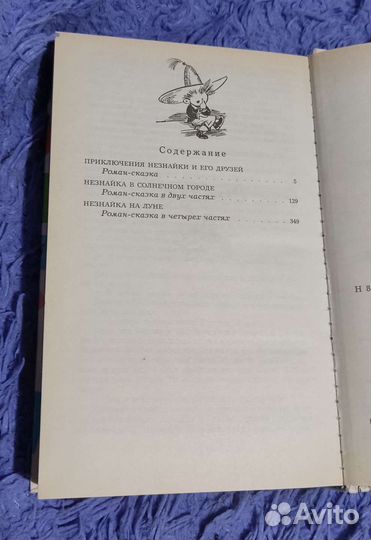 Содержание
ПРИКЛЮЧЕНИЯ НЕЗНАЙКИ И ЕГО ДРУЗЕЙ
Роман-сказка . . . . . . . . . . . . . . . . . . 5
НЕЗНАЙКА В СОЛНЕЧНОМ ГОРОДЕ
Роман-сказка в двух частях . . . . . . . . . . 129
НЕЗНАЙКА НА ЛУНЕ
Роман-сказка в четырех частях . . . . . . . . 349
Н 8
Avito